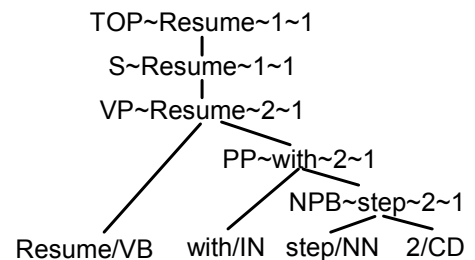 TOP~Resume~1~1
S~Resume~1~1
VP~Resume~2~1
PP~with~2~1
NPB~step~2~1
Resume/VB with/IN step/NN 2/CD